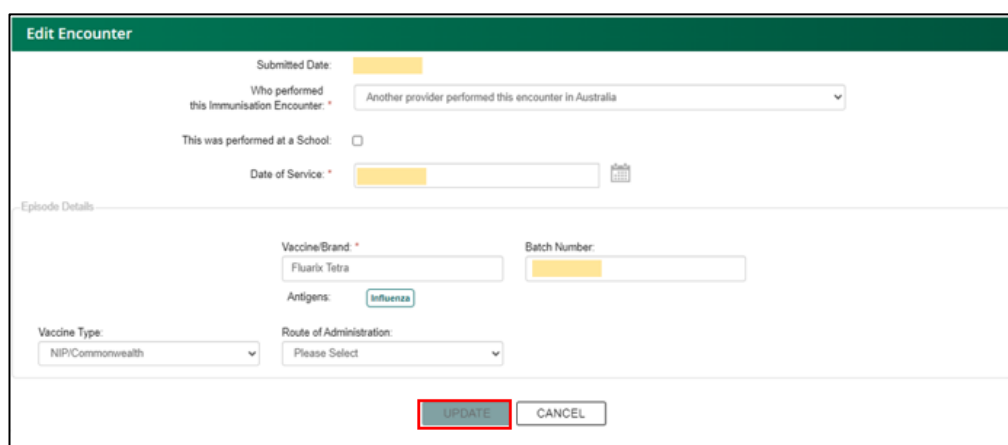 Edit Encounter
Submitted Date:
Who performed
this Immunisation Encounter: *
Another provider performed this encounter in Australia
This was performed at a School:
Date of Service: *
Episode Details
Vaccine/Brand: *
Batch Number:
Fluarix Tetra
Antigens:
Influenza
Vaccine Type:
Route of Administration:
NIP/Commonwealth
Please Select
UPDATE
CANCEL